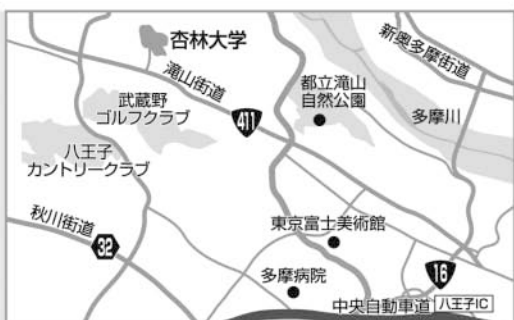 杏林大学
新奥多摩街道
滝山街道
都立滝山
自然公園
武蔵野
ゴルフクラブ
411
多摩川
八王子
カントリークラブ
秋川街道
32
東京富士美術館
16
多摩病院
中央自動車道
八王子IC